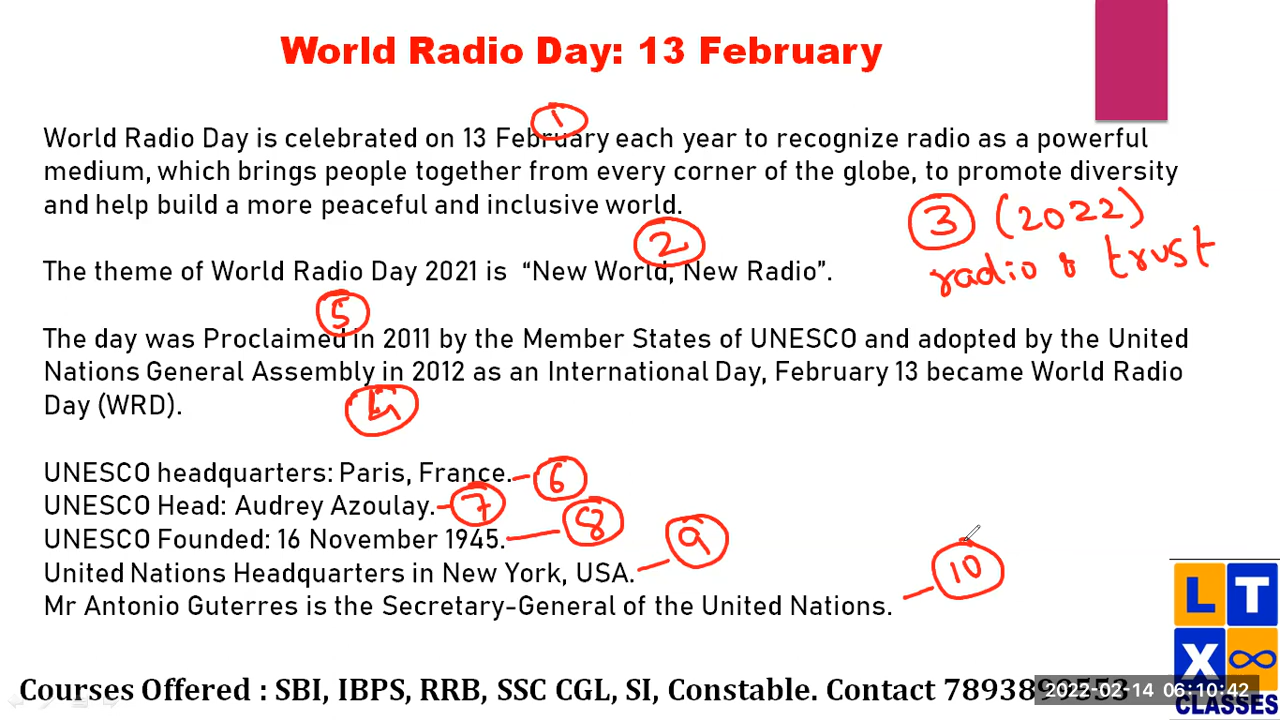 World Radio Day: 13 February
1
World Radio Day is celebrated on 13 February each year to recognize radio as a powerful
medium, which brings people together from every corner of the globe, to promote diversity
and help build a more peaceful and inclusive world.
3 (2022)
radio & trust
2
The theme of World Radio Day 2021 is “New World, New Radio”.
5
The day was Proclaimed in 2011 by the Member States of UNESCO and adopted by the United
Nations General Assembly in 2012 as an International Day, February 13 became World Radio
Day (WRD).
4
UNESCO headquarters: Paris, France. 6
UNESCO Head: Audrey Azoulay. 7
UNESCO Founded: 16 November 1945. 8
United Nations Headquarters in New York, USA. 9
Mr Antonio Guterres is the Secretary-General of the United Nations. 10
LT
X∞
CLASSES
Courses Offered : SBI, IBPS, RRB, SSC CGL, SI, Constable. Contact 7893899553
2022-02-14 06:10:42